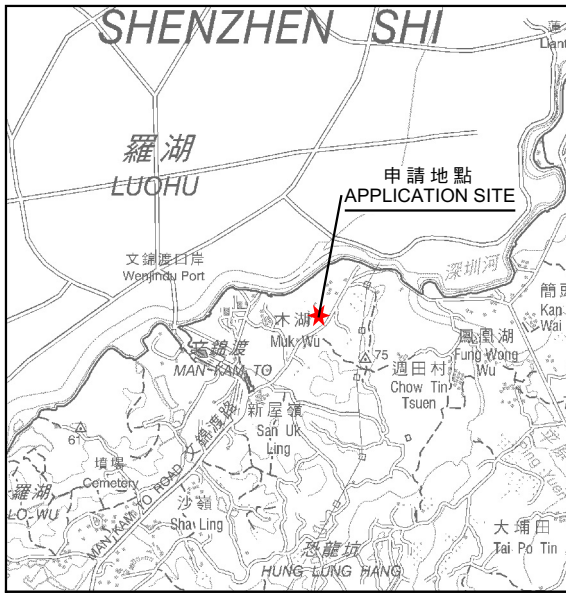 SHENZHEN SHI
蓮
Liant
羅湖
LUOHU
申請地點
APPLICATION SITE
文錦渡口岸
Wenjindu Port
深圳河
簡頭
Kan
Wai
木湖
Muk Wu
鳳凰湖
Fung Wong
Wu
文錦渡
MAN KAM TO
75
週田村
Chow Tin
Tsuen
新屋嶺
San Uk
Ling
61
墳場
Cemetery
文錦渡路
MAN KAM TO ROAD
羅湖
LO WU
沙嶺
Sha Ling
大埔田
Tai Po Tin
恐龍坑
HUNG LUNG HANG